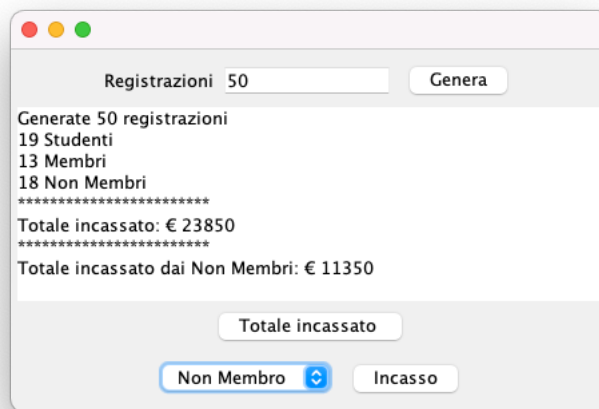 Registrazioni 50 Genera
Generate 50 registrazioni
19 Studenti
13 Membri
18 Non Membri
************************
Totale incassato: € 23850
************************
Totale incassato dai Non Membri: € 11350
Totale incassato
Non Membro Incasso